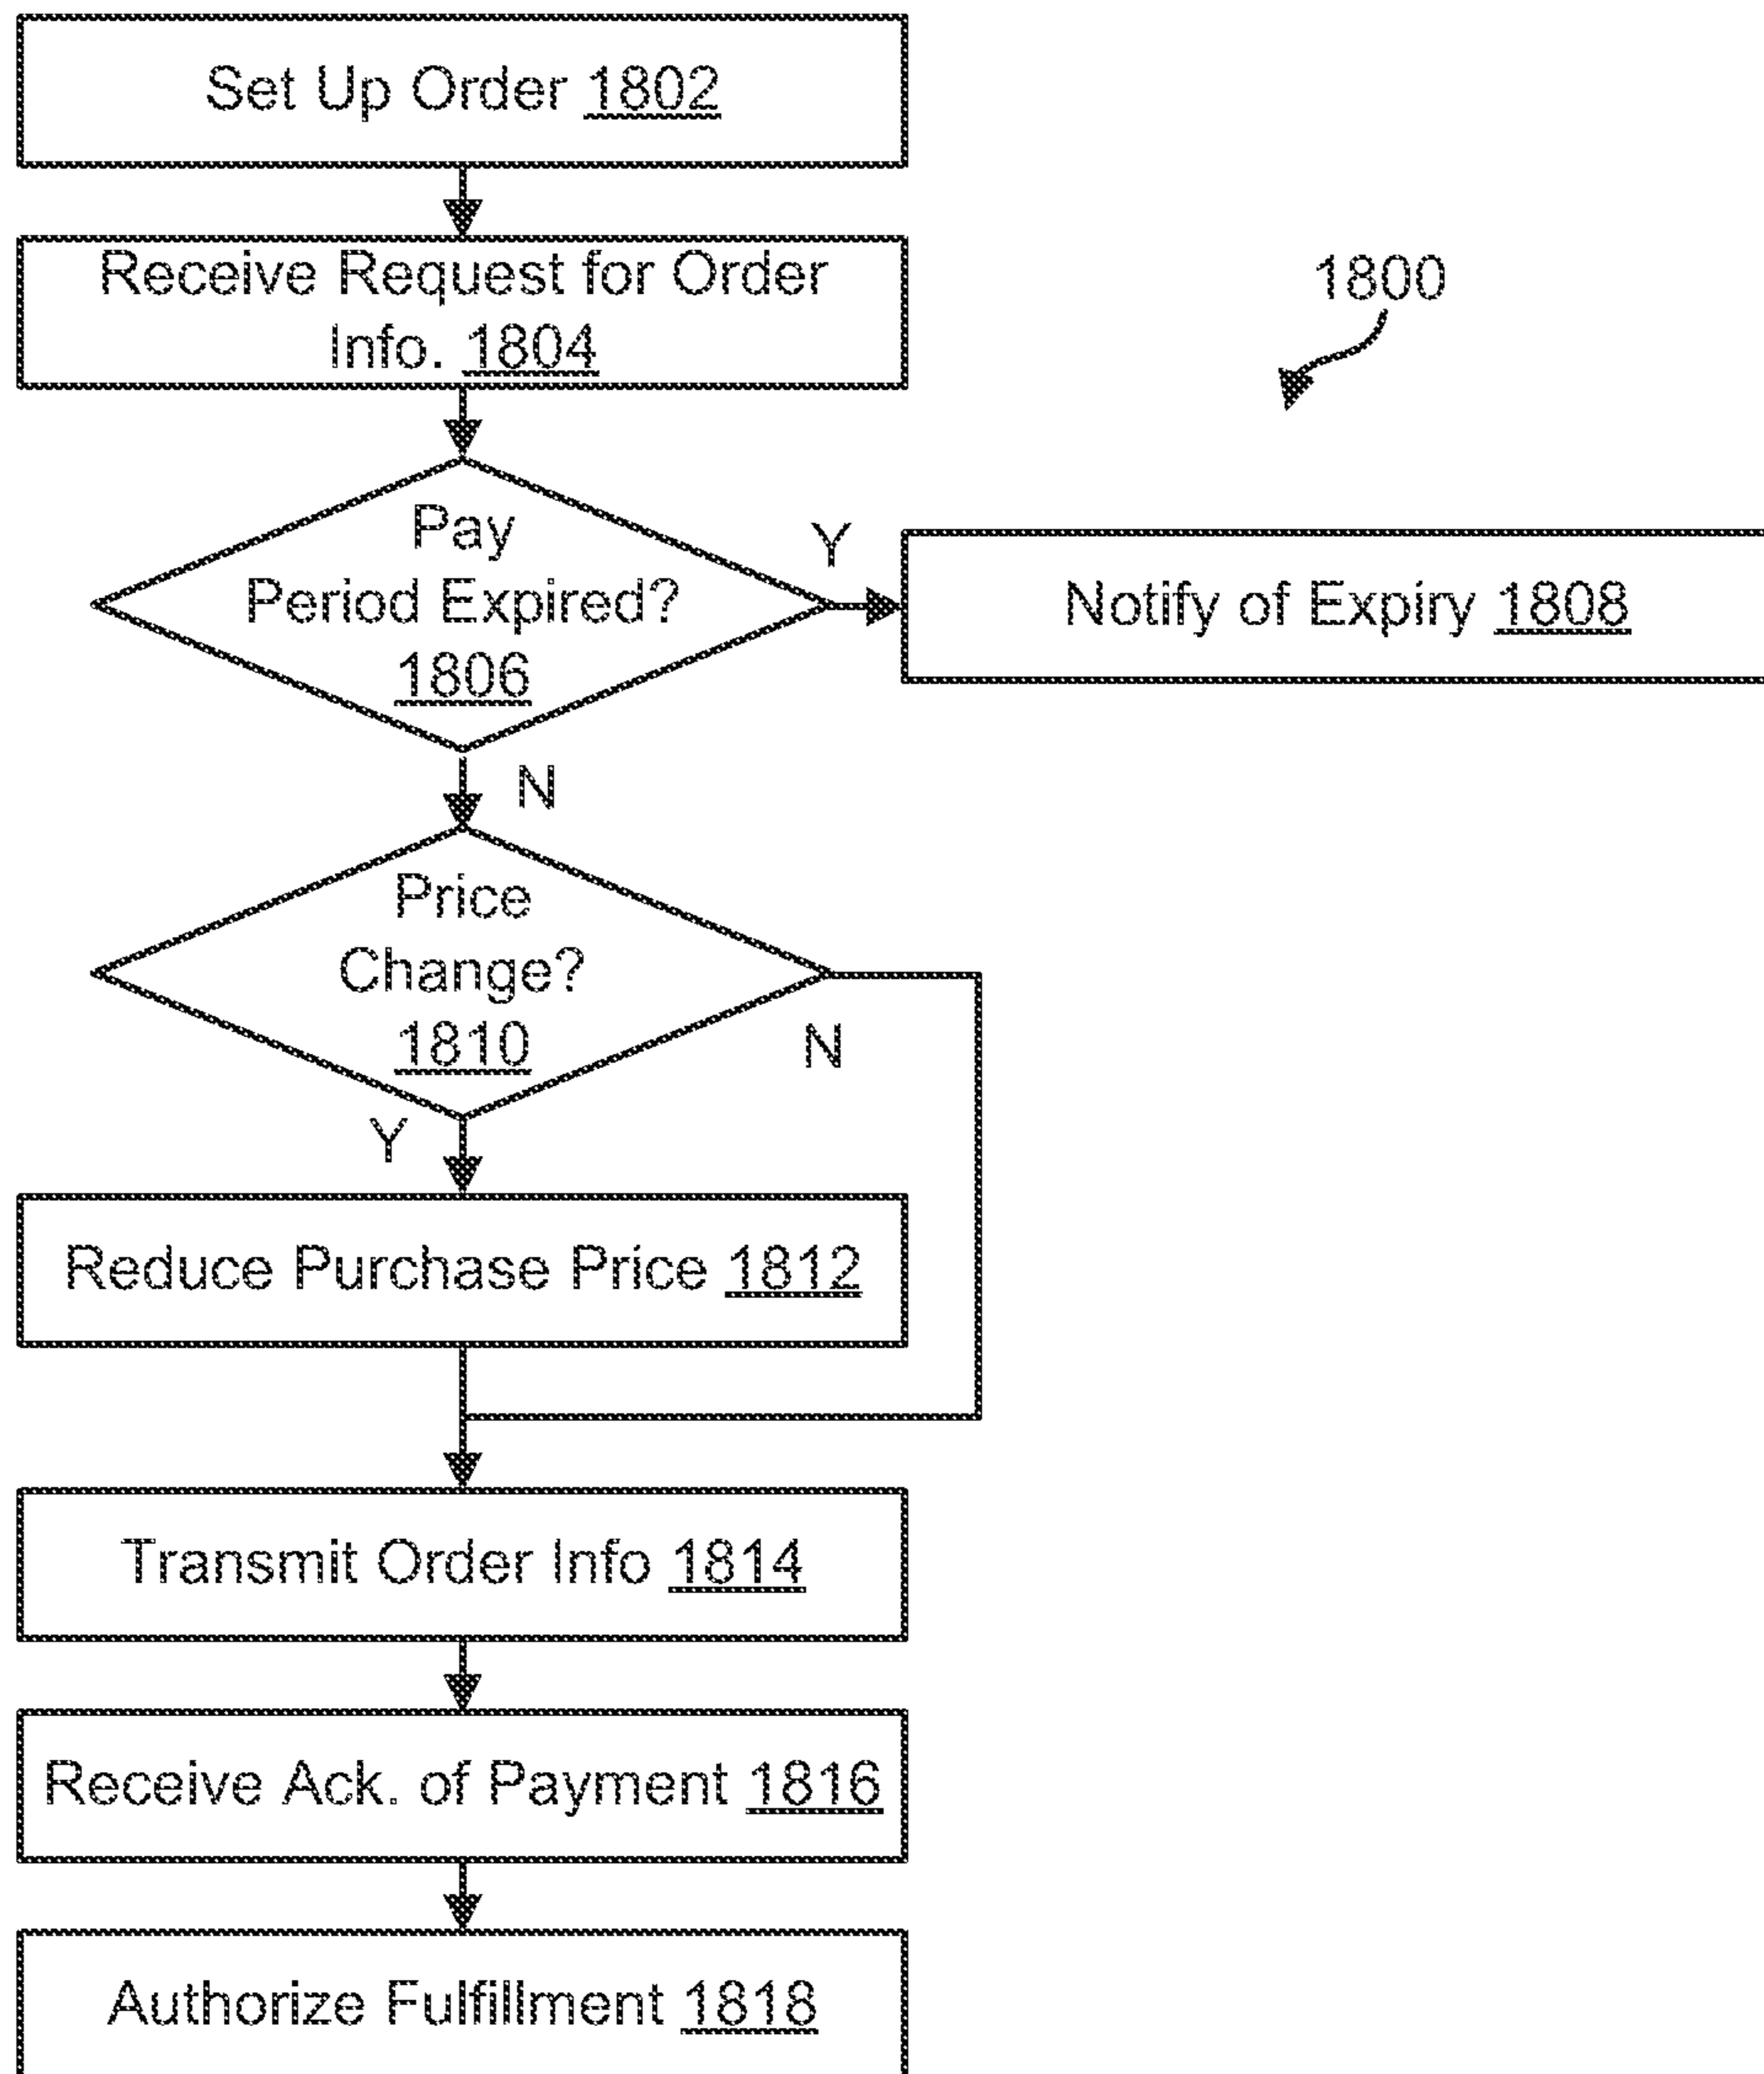 Set Up Order 1802
Receive Request for Order
Info. 1804
1800
Pay
Period Expired?
1806
Y
Notify of Expiry 1808
N
Price
Change?
1810
N
Y
Reduce Purchase Price 1812
Transmit Order Info 1814
Receive Ack. of Payment 1816
Authorize Fulfillment 1818